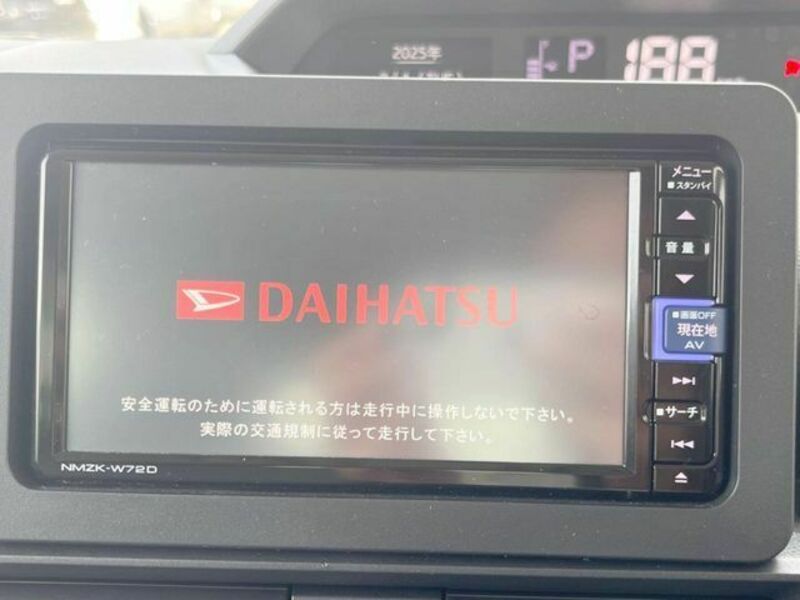 2025年
P
188
メニュー
■スタンバイ
音量
DAIHATSU
■画面OFF
現在地
AV
■サーチ
安全運転のために運転される方は走行中に操作しないで下さい。
実際の交通規制に従って走行して下さい。
NMZK-W72D